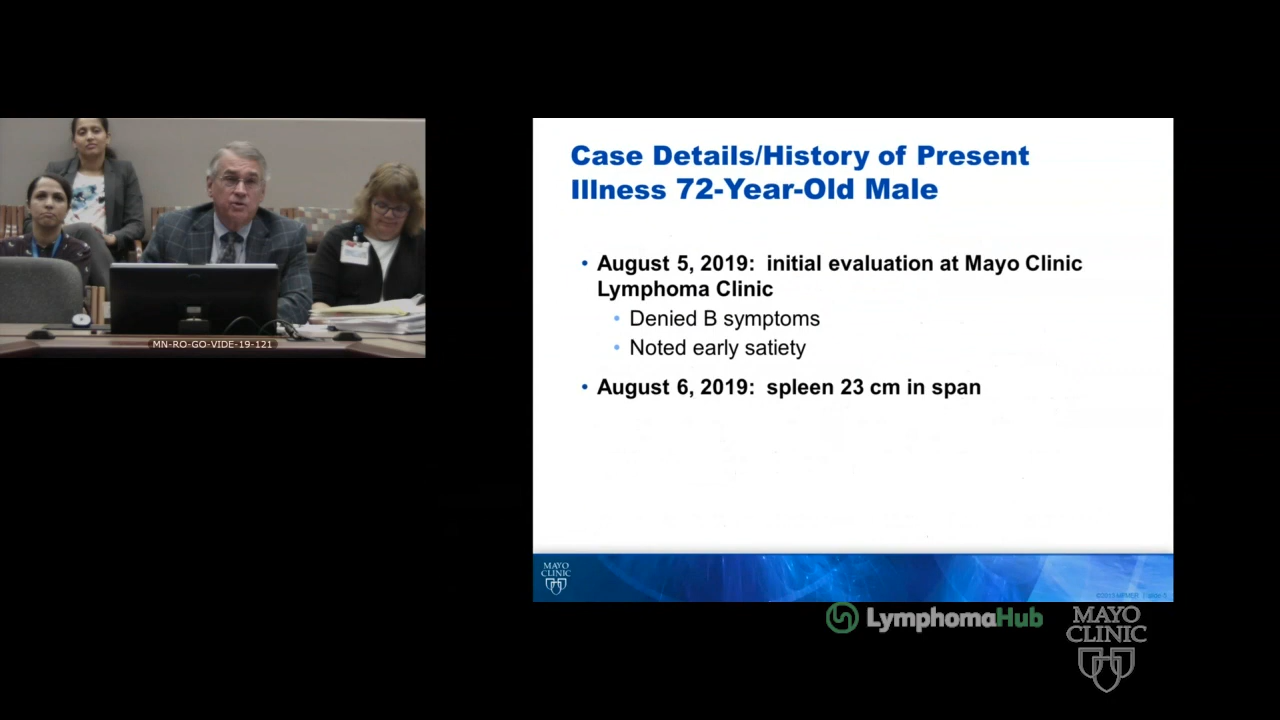 Case Details/History of Present
Illness 72-Year-Old Male
• August 5, 2019: initial evaluation at Mayo Clinic
Lymphoma Clinic
• Denied B symptoms
• Noted early satiety
• August 6, 2019: spleen 23 cm in span
MN-RO-GO-VIDE-19-121
MAYO
CLINIC
LymphomaHub
MAYO
CLINIC